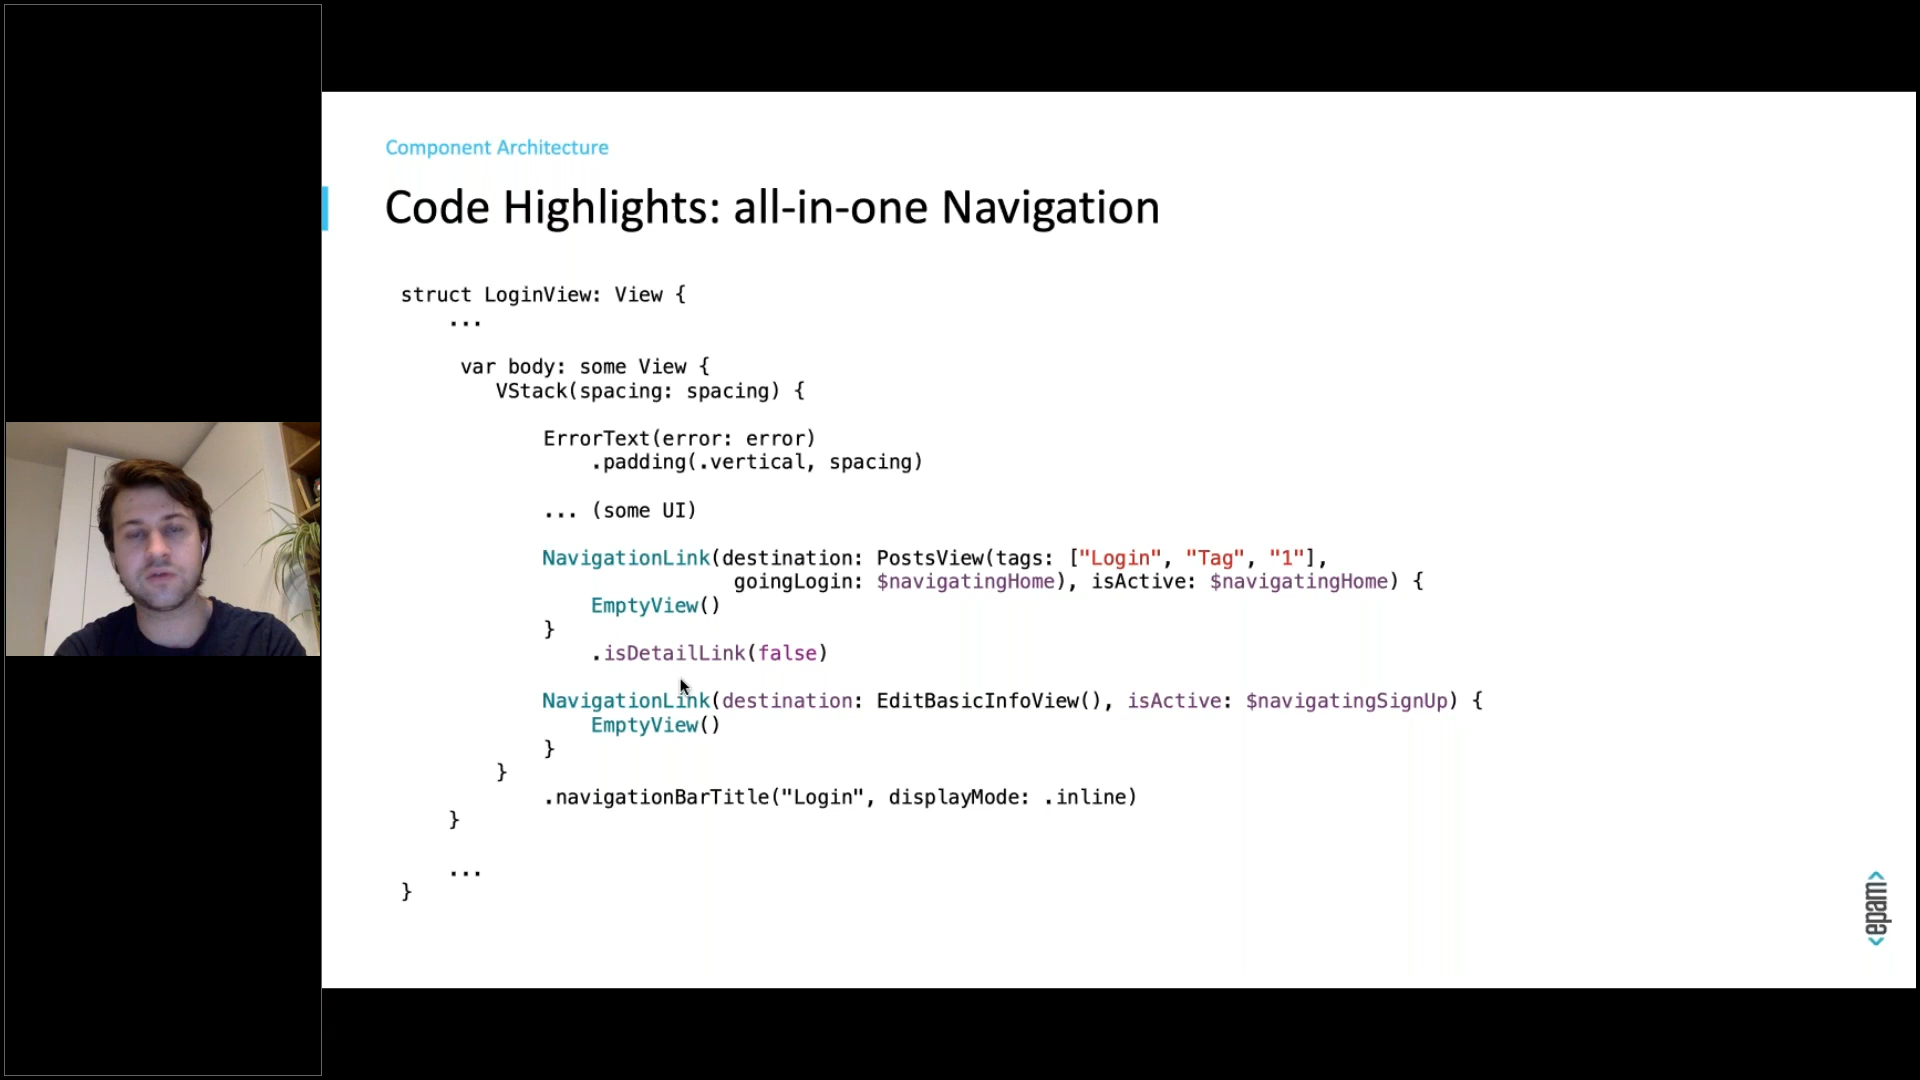 Component Architecture
Code Highlights: all-in-one Navigation
struct LoginView: View {
...
var body: some View {
VStack(spacing: spacing) {
ErrorText(error: error)
.padding(.vertical, spacing)
... (some UI)
NavigationLink(destination: PostsView(tags: ["Login", "Tag", "1"],
goingLogin: $navigatingHome), isActive: $navigatingHome) {
EmptyView()
}
.isDetailLink(false)
NavigationLink(destination: EditBasicInfoView(), isActive: $navigatingSignUp) {
EmptyView()
}
}
.navigationBarTitle("Login", displayMode: .inline)
}
...
}
<epam>